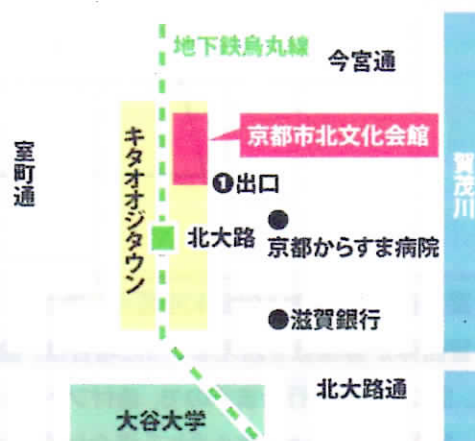 地下鉄烏丸線
今宮通
京都市北文化会館
キタオオジタウン
室町通
賀茂川
❶出口
北大路
京都からすま病院
滋賀銀行
北大路通
大谷大学